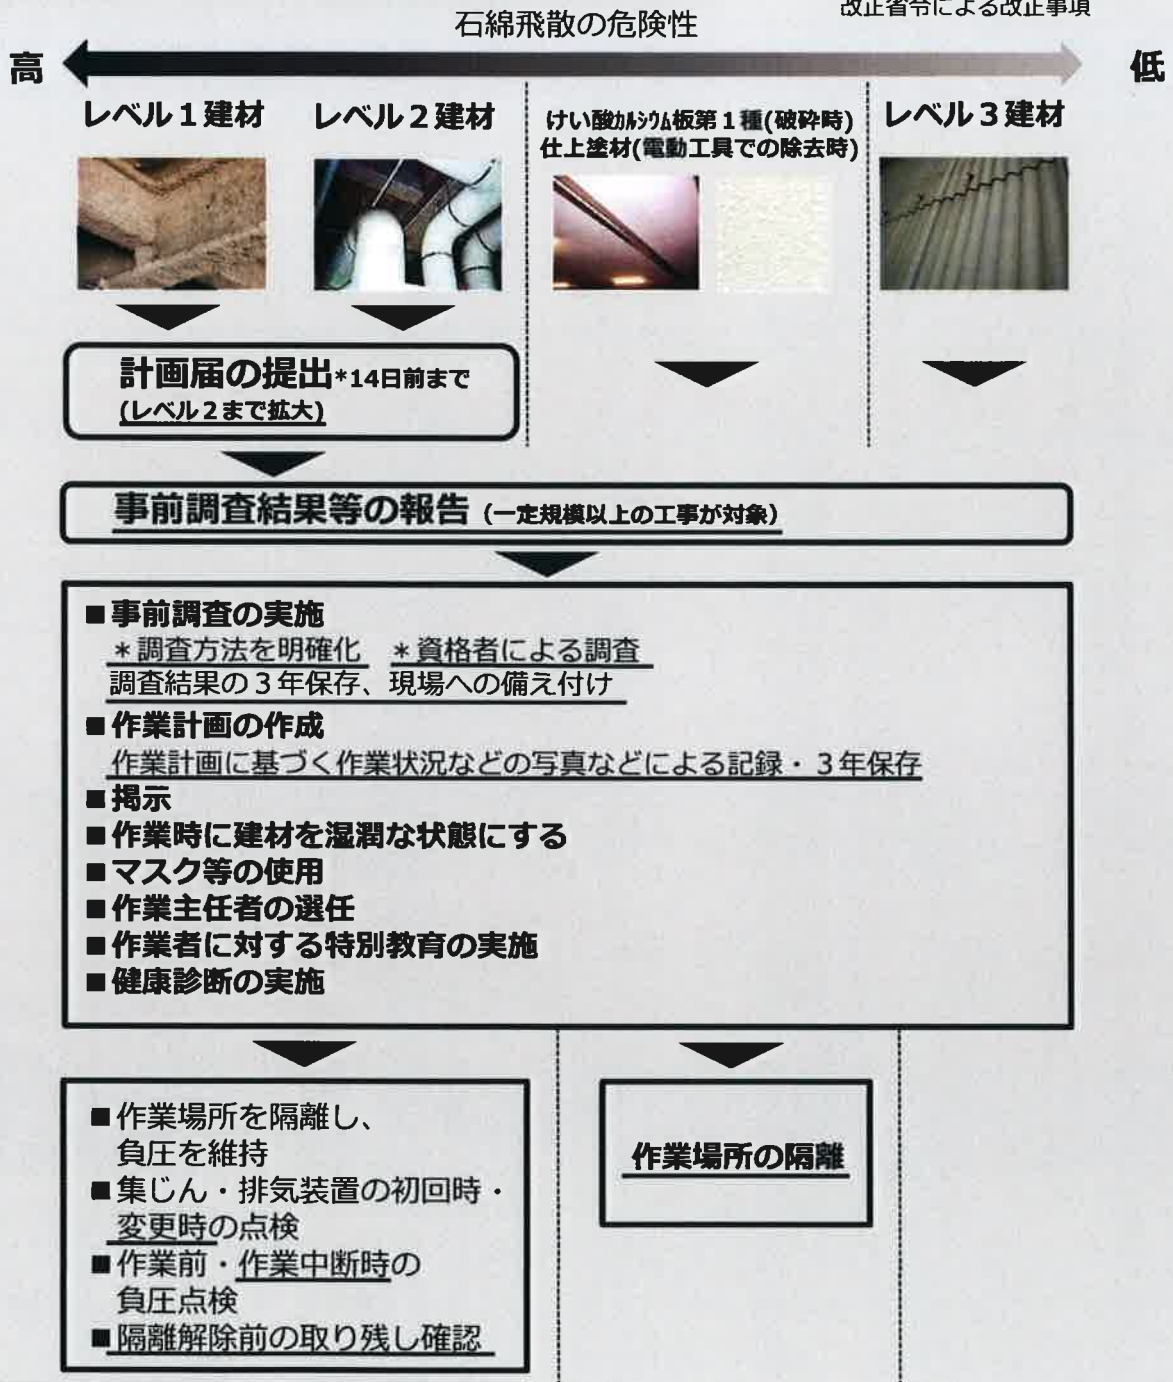 改正省令による改正事項
石綿飛散の危険性
高
低
レベル１建材
レベル２建材
けい酸カルシウム板第１種(破砕時)
仕上塗材(電動工具での除去時)
レベル３建材
計画届の提出*14日前まで
(レベル２まで拡大)
事前調査結果等の報告（一定規模以上の工事が対象）
■事前調査の実施
＊調査方法を明確化　＊資格者による調査
調査結果の３年保存、現場への備え付け
■作業計画の作成
作業計画に基づく作業状況などの写真などによる記録・３年保存
■掲示
■作業時に建材を湿潤な状態にする
■マスク等の使用
■作業主任者の選任
■作業者に対する特別教育の実施
■健康診断の実施
■作業場所を隔離し、
負圧を維持
■集じん・排気装置の初回時・
変更時の点検
■作業前・作業中断時の
負圧点検
■隔離解除前の取り残し確認
作業場所の隔離